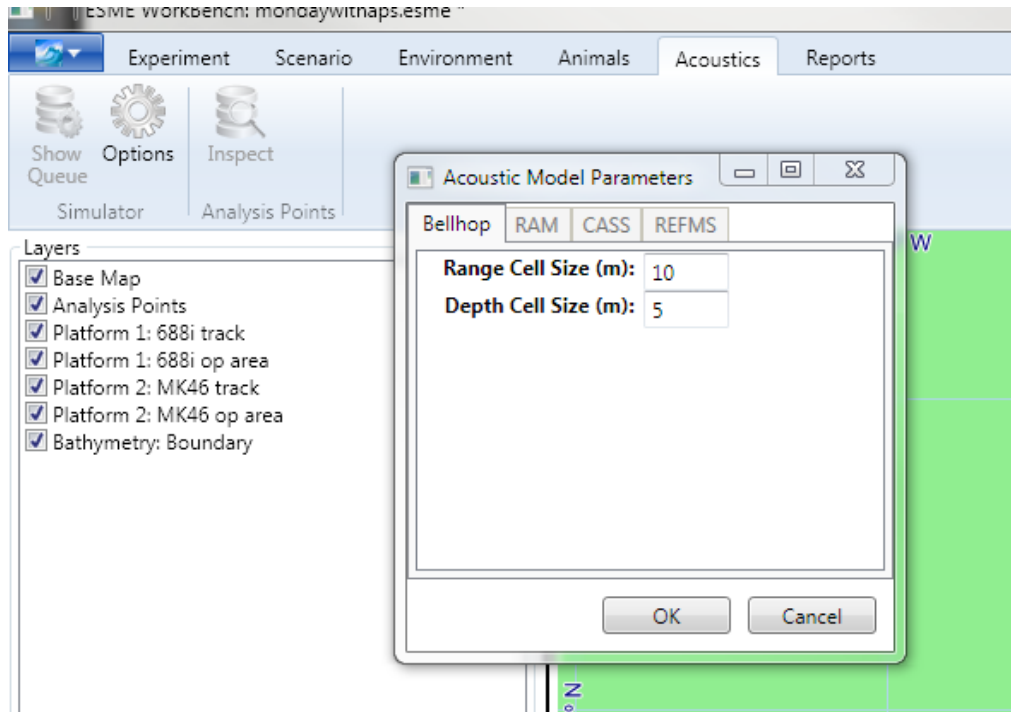 ESME WorkBench: mondaywithaps.esme *
Experiment Scenario Environment Animals Acoustics Reports
Show Queue
Options
Inspect
Simulator
Analysis Points
Layers
Base Map
Analysis Points
Platform 1: 688i track
Platform 1: 688i op area
Platform 2: MK46 track
Platform 2: MK46 op area
Bathymetry: Boundary
Acoustic Model Parameters
Bellhop RAM CASS REFMS
Range Cell Size (m): 10
Depth Cell Size (m): 5
OK Cancel
W
N